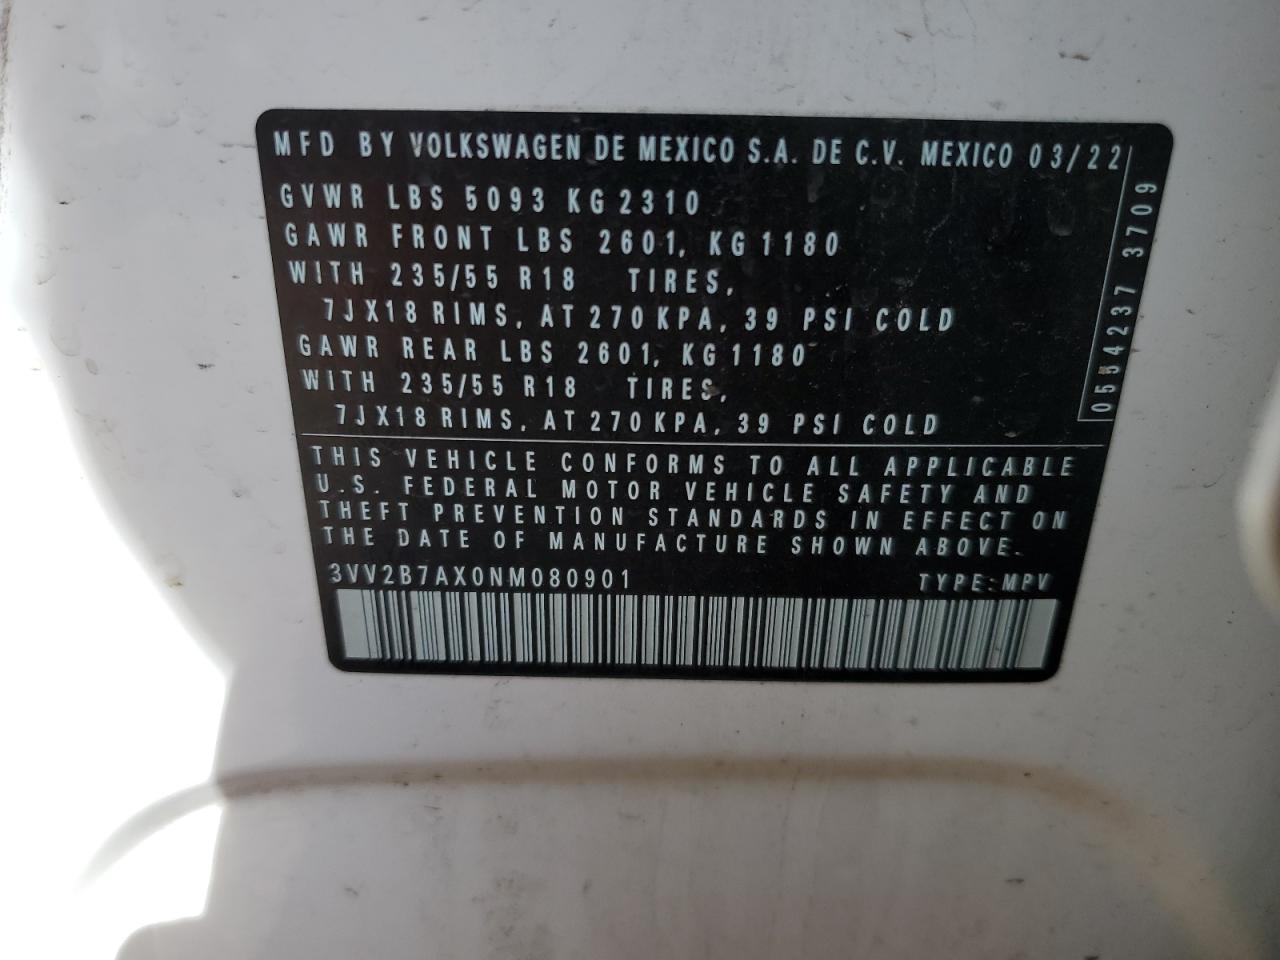 MFD BY VOLKSWAGEN DE MEXICO S.A. DE C.V. MEXICO 03/22
GVWR LBS 5093 KG 2310
GAWR FRONT LBS 2601, KG 1180
WITH 235/55 R18 TIRES,
7JX18 RIMS, AT 270 KPA, 39 PSI COLD
GAWR REAR LBS 2601, KG 1180
WITH 235/55 R18 TIRES,
7JX18 RIMS, AT 270 KPA, 39 PSI COLD
055 4237 3709
THIS VEHICLE CONFORMS TO ALL APPLICABLE
U.S. FEDERAL MOTOR VEHICLE SAFETY AND
THEFT PREVENTION STANDARDS IN EFFECT ON
THE DATE OF MANUFACTURE SHOWN ABOVE.
3VV2B7AX0NM080901 TYPE:MPV